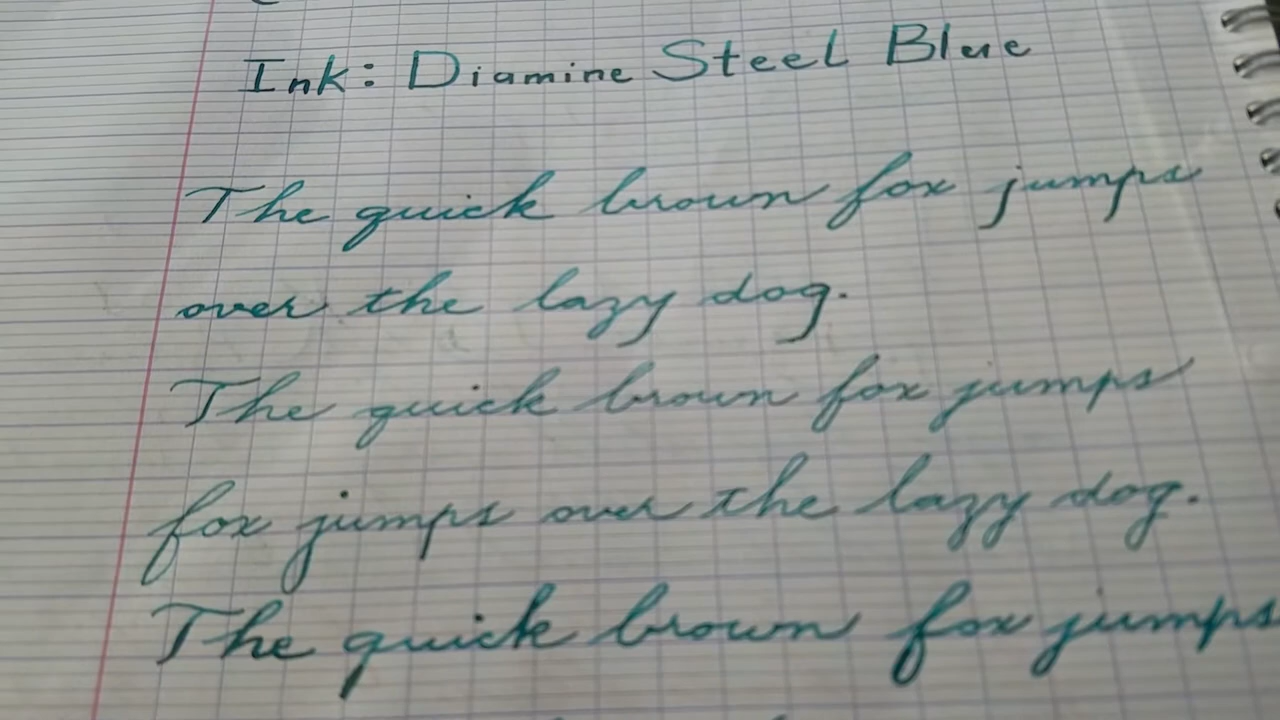 Ink: Diamine Steel Blue
The quick brown fox jumps
over the lazy dog.
The quick brown fox jumps
fox jumps over the lazy dog.
The quick brown fox jumps